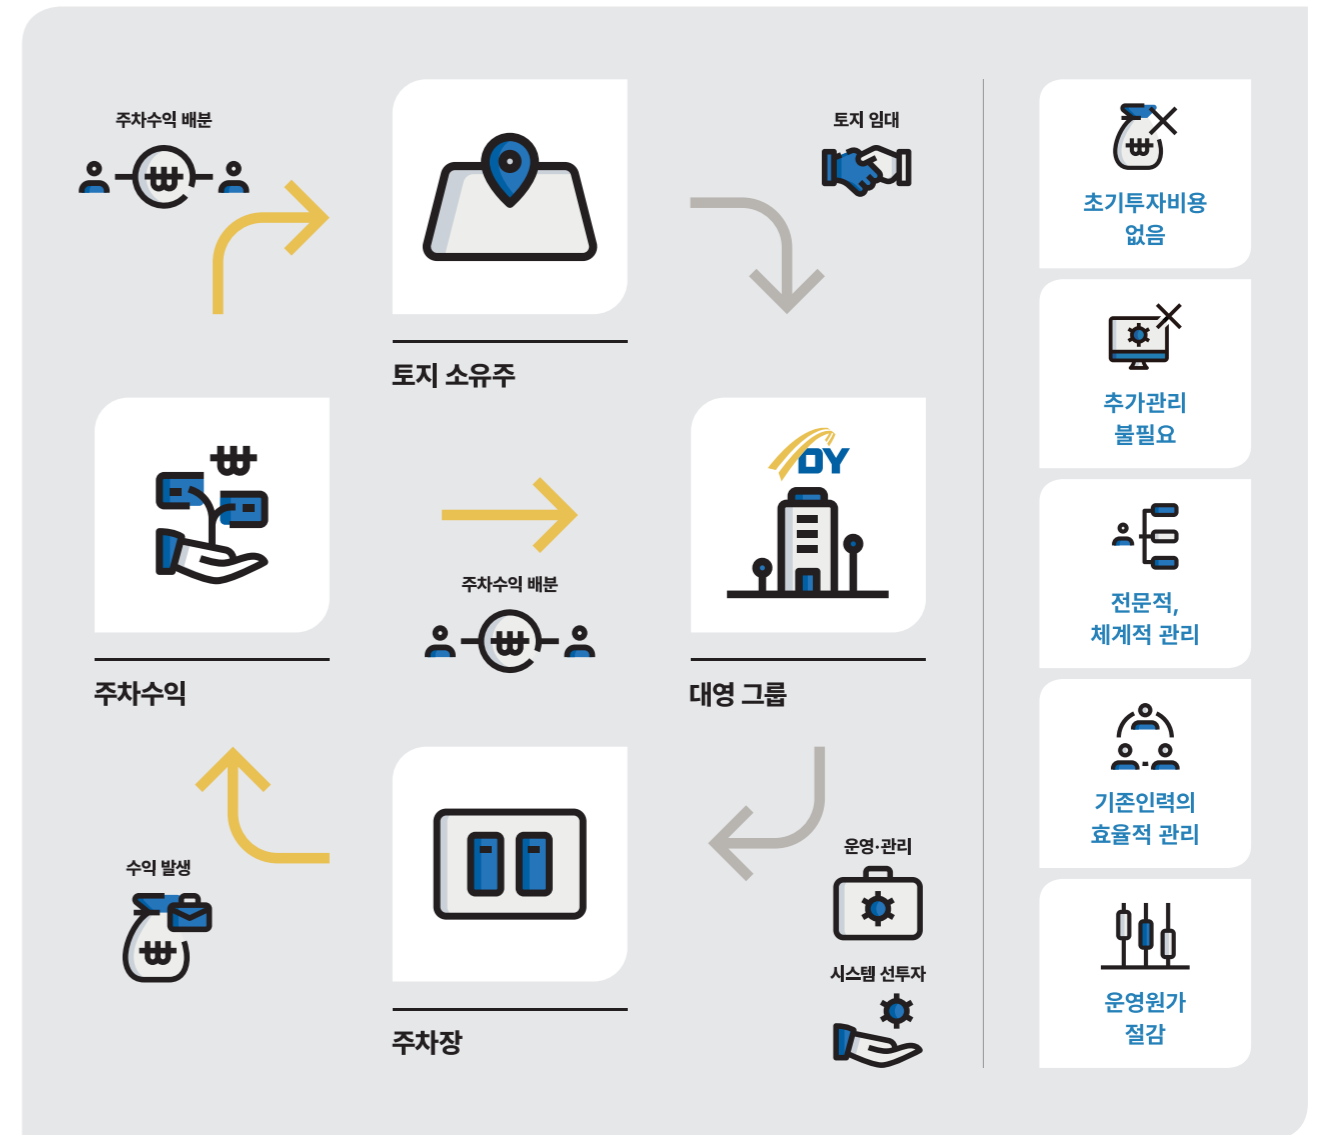 주차수익 배분
토지 임대
토지 소유주
DY
주차수익 배분
주차수익
대영 그룹
수익 발생
운영·관리
시스템 선투자
주차장
초기투자비용
없음
추가관리
불필요
전문적,
체계적 관리
기존인력의
효율적 관리
운영원가
절감